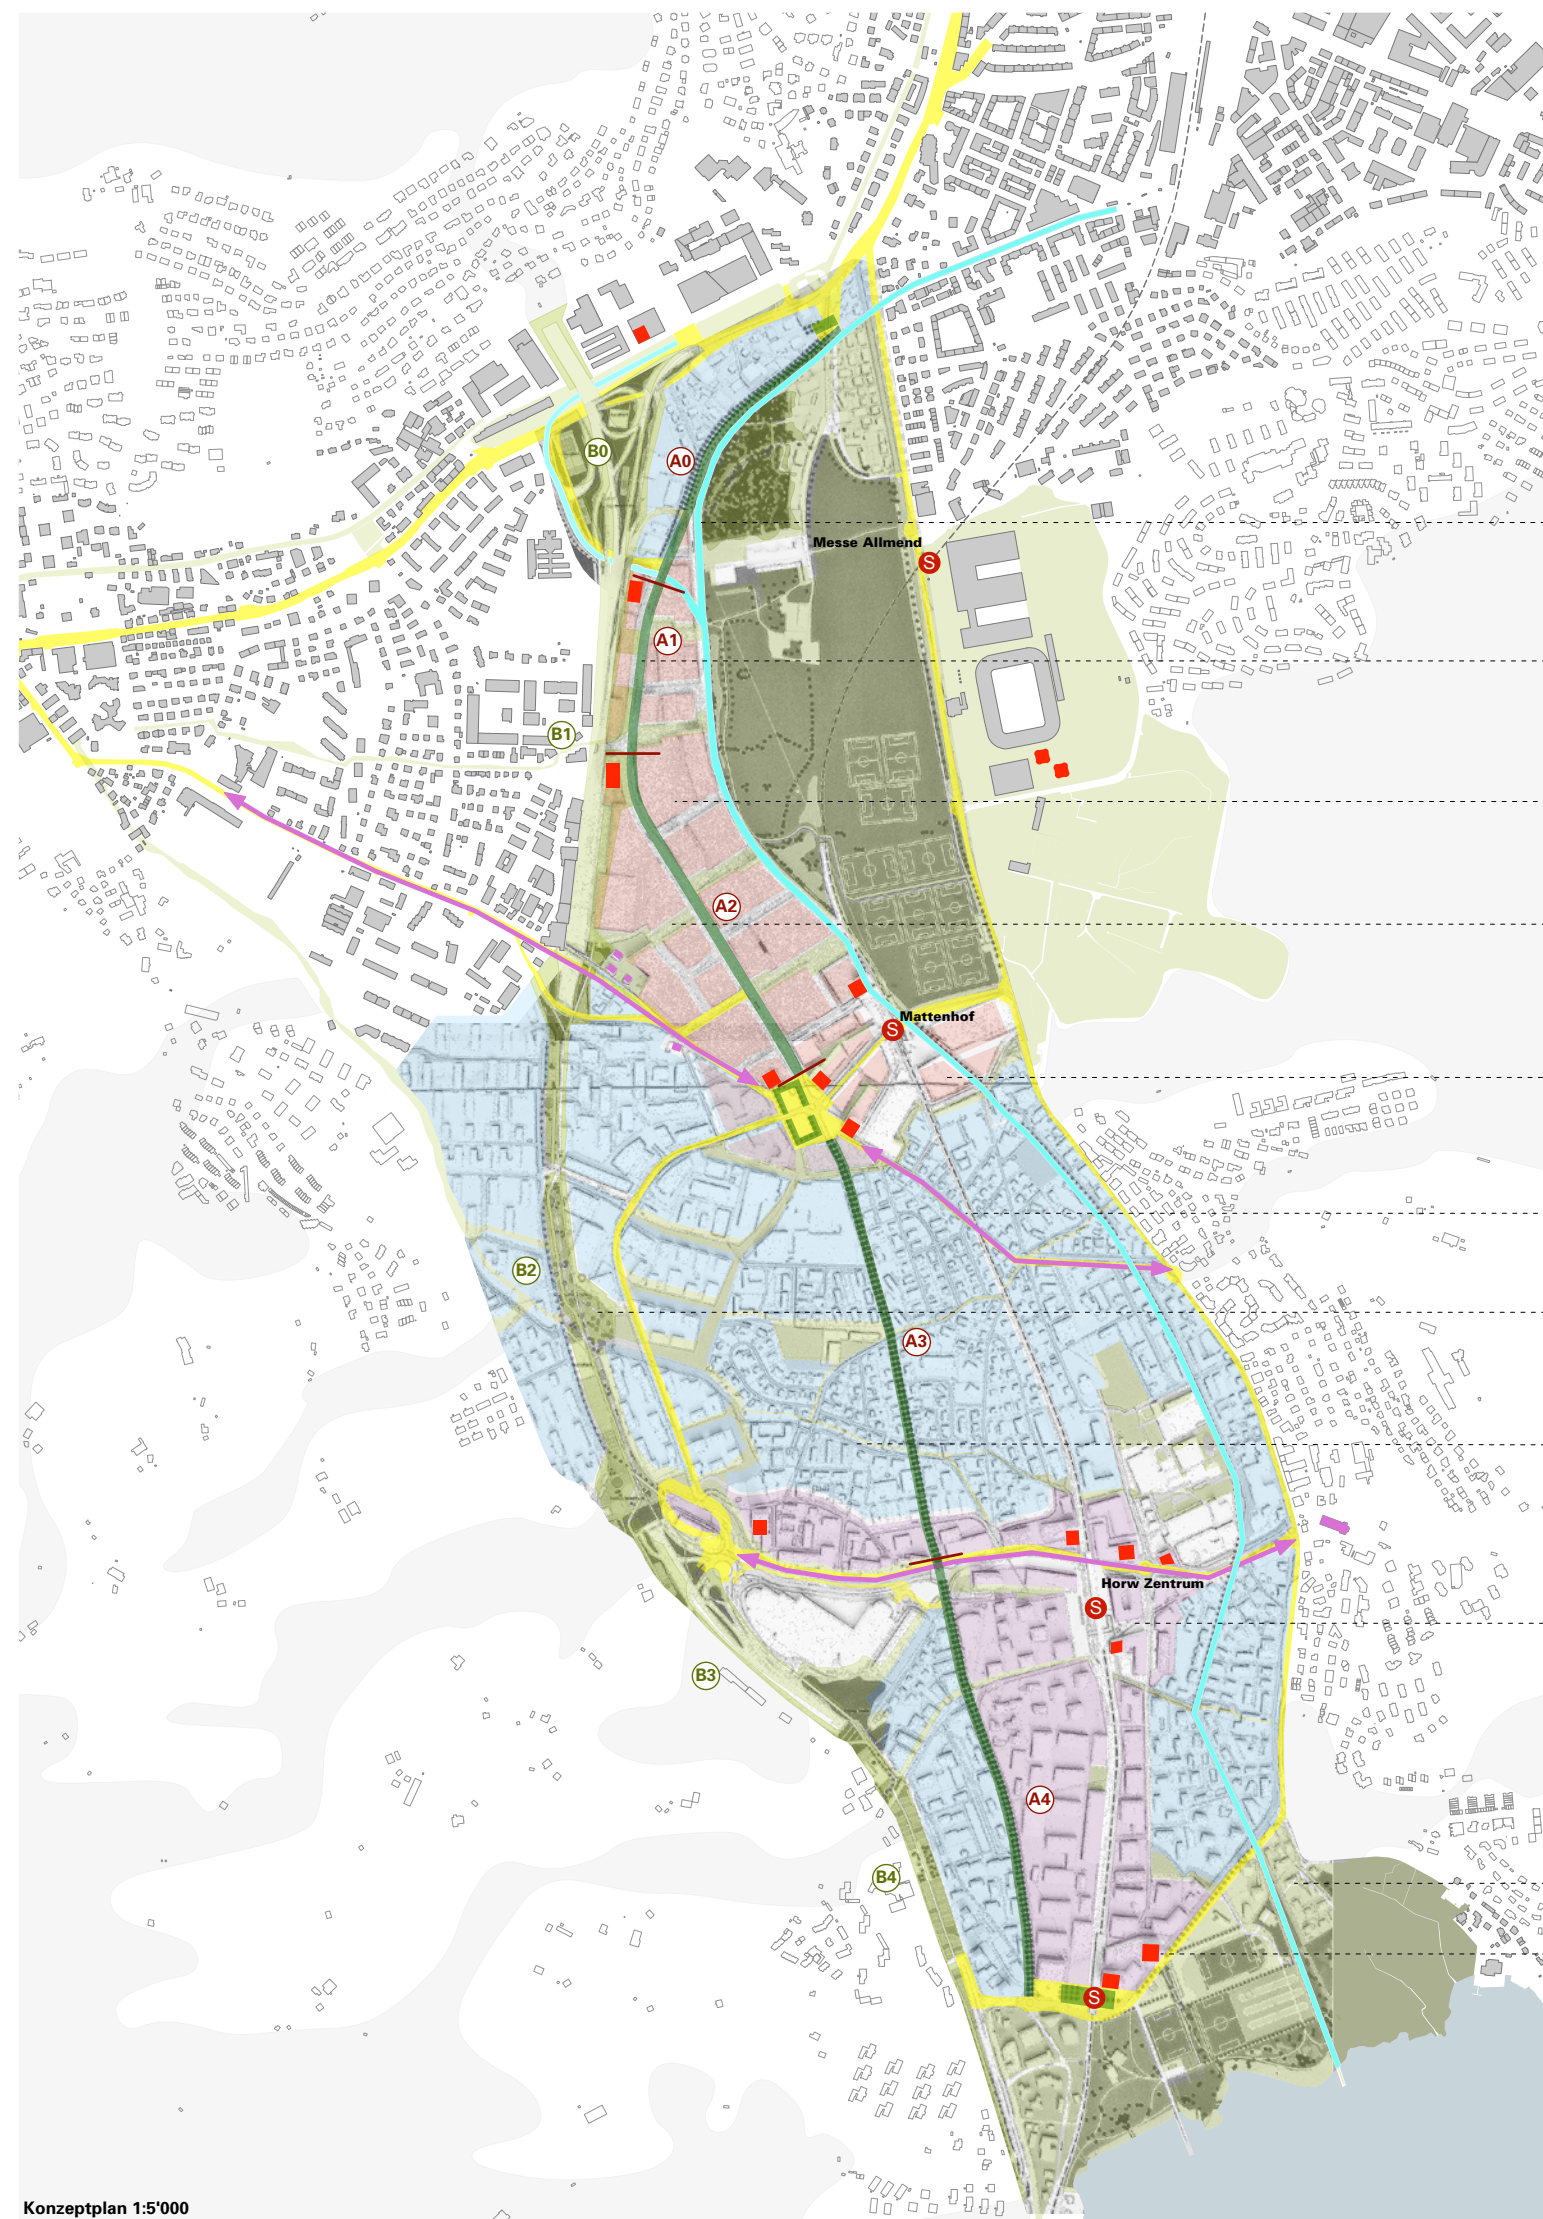 B0
A0
Messe Allmend
S
A1
B1
A2
Mattenhof
S
B2
A3
Horw Zentrum
S
B3
A4
B4
S
Konzeptplan 1:5'000